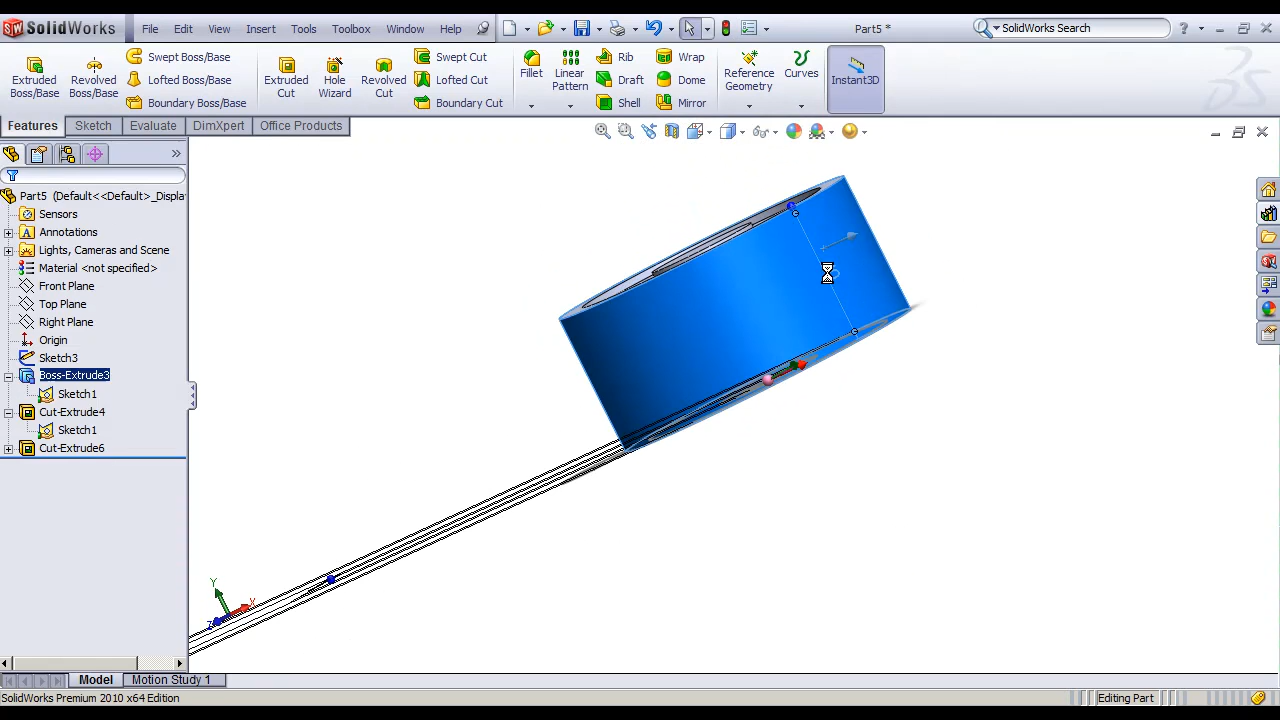 SolidWorks File Edit View Insert Tools Toolbox Window Help Part5 * SolidWorks Search ?
Extruded Boss/Base
Revolved Boss/Base
Swept Boss/Base
Lofted Boss/Base
Boundary Boss/Base
Extruded Cut
Hole Wizard
Revolved Cut
Swept Cut
Lofted Cut
Boundary Cut
Fillet
Linear Pattern
Rib
Draft
Shell
Wrap
Dome
Mirror
Reference Geometry
Curves
Instant3D
Features Sketch Evaluate DimXpert Office Products
Part5 (Default<<Default>_Displa
Sensors
Annotations
Lights, Cameras and Scene
Material <not specified>
Front Plane
Top Plane
Right Plane
Origin
Sketch3
Boss-Extrude3
Sketch1
Cut-Extrude4
Sketch1
Cut-Extrude6
Y
X
Z
Model Motion Study 1
SolidWorks Premium 2010 x64 Edition Editing Part